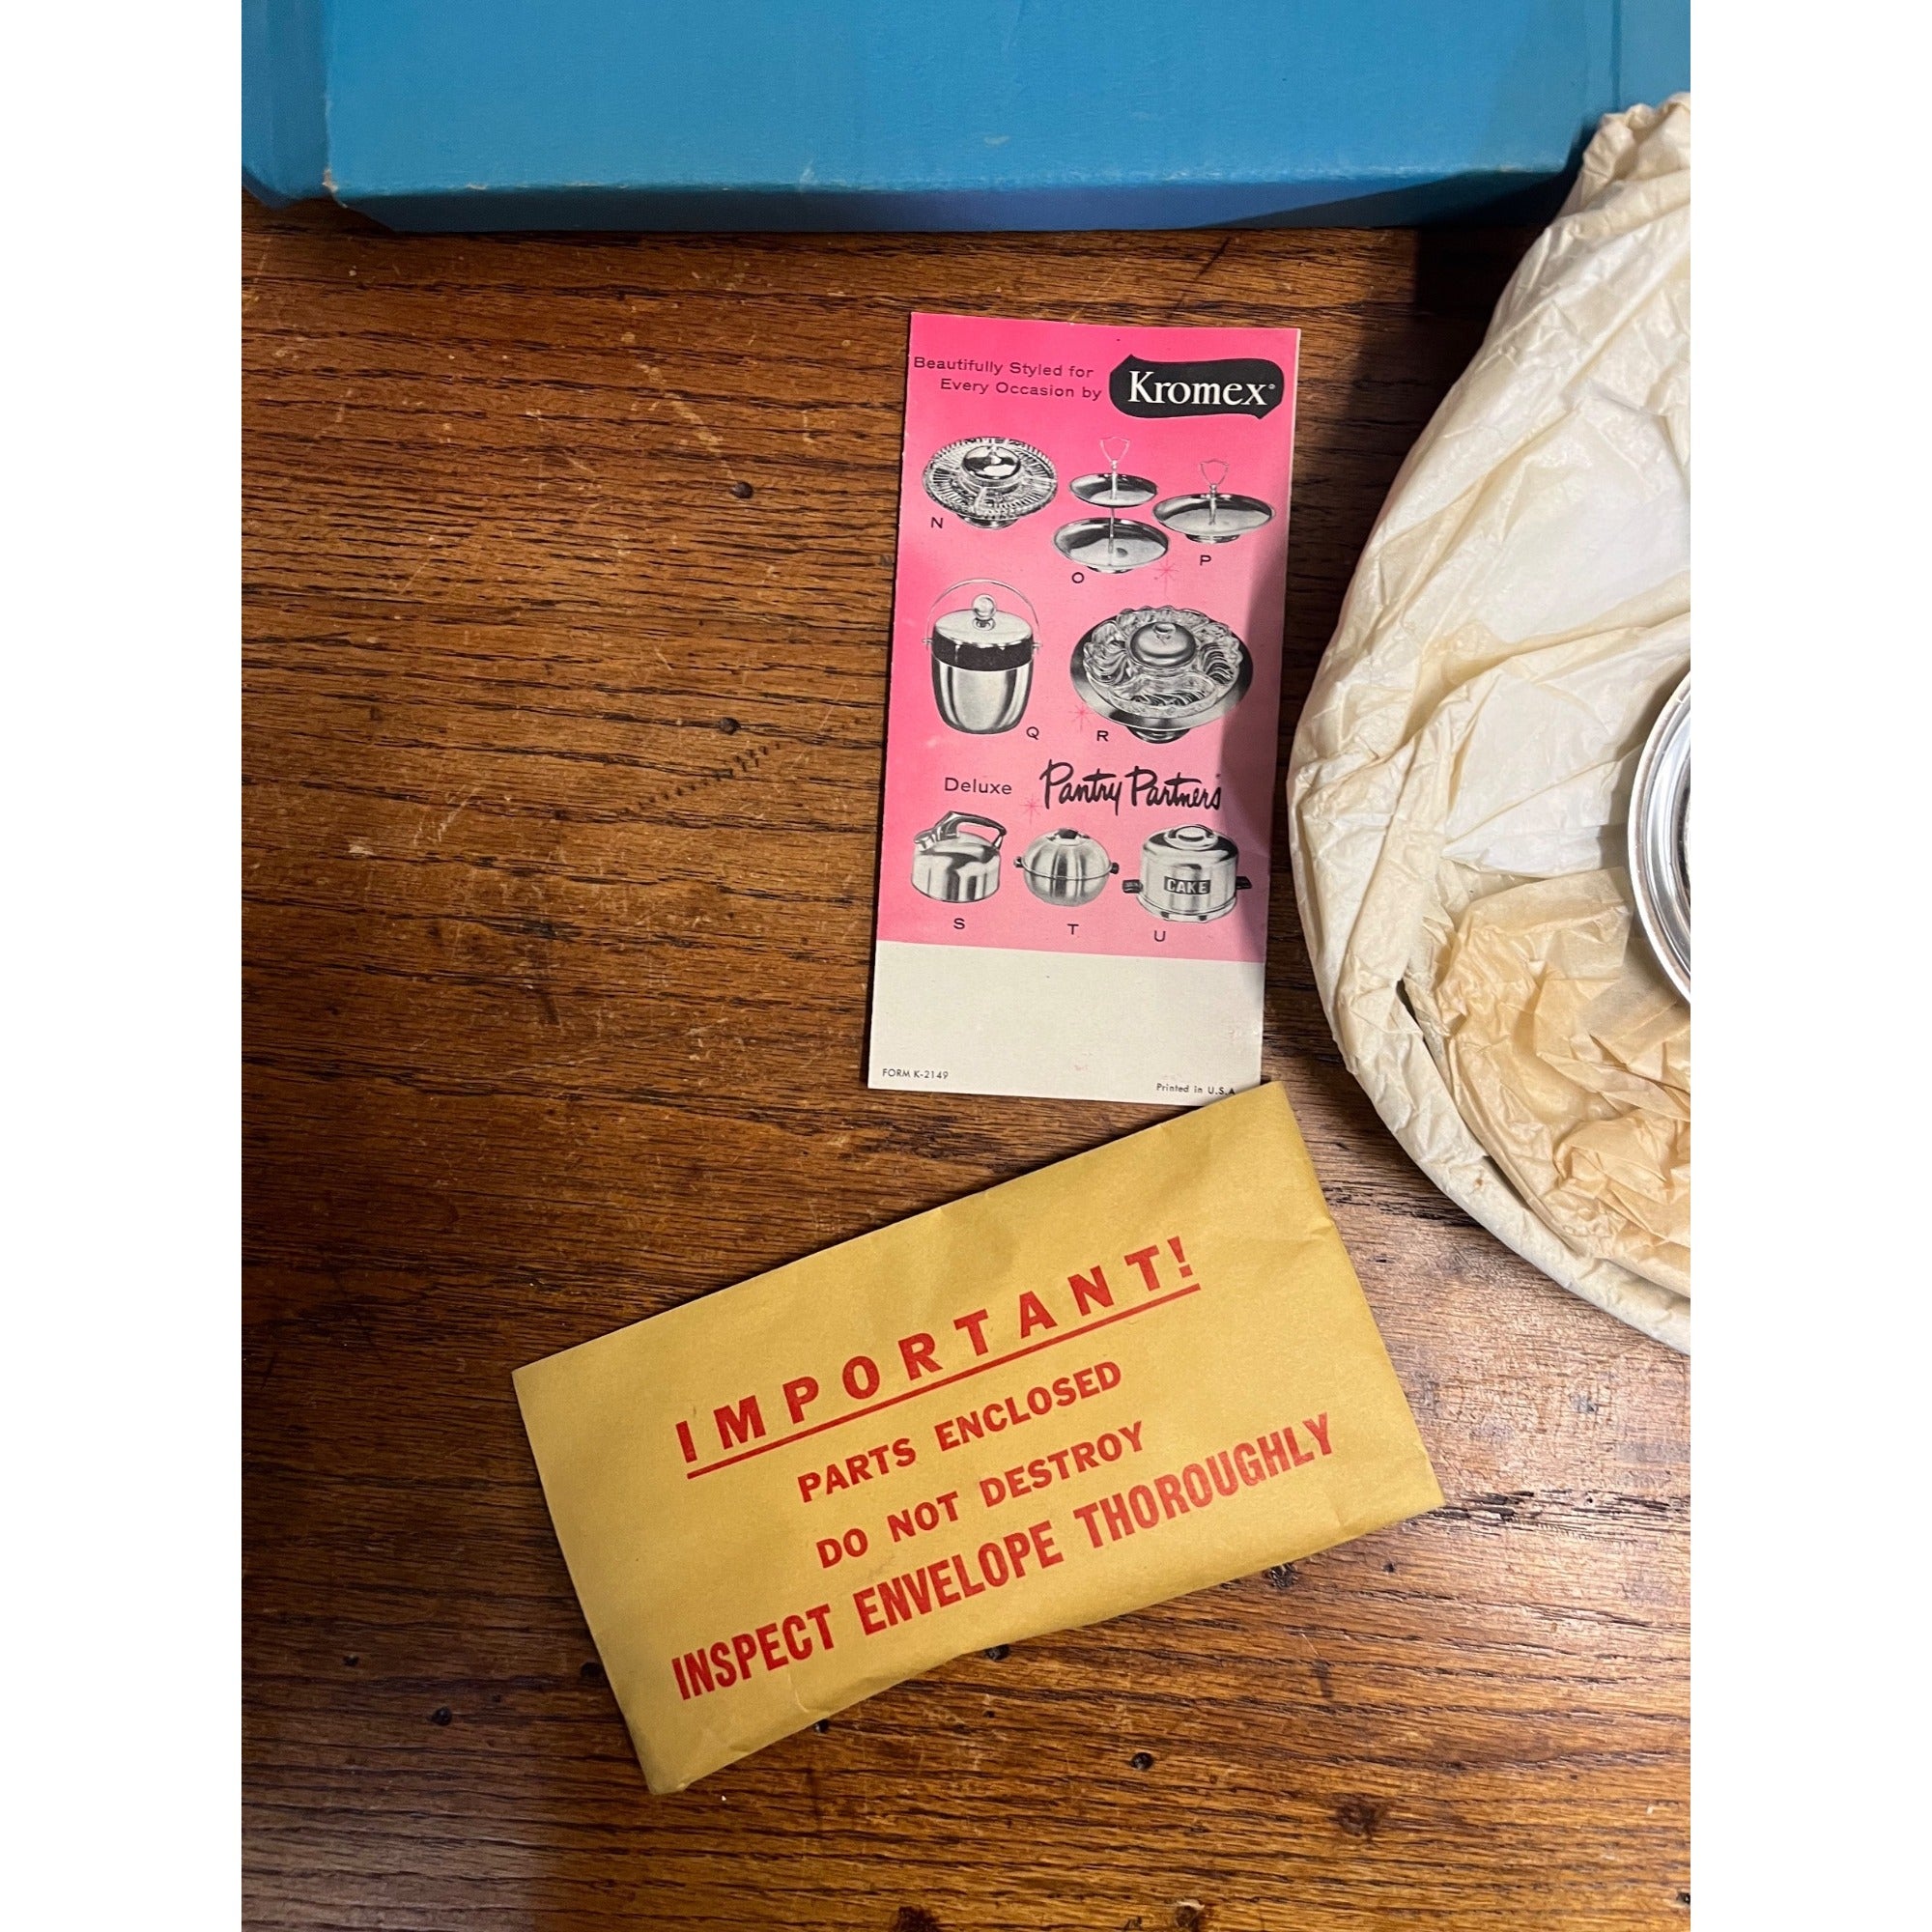 Beautifully Styled for
Every Occasion by
Kromex®
N
O
P
Q
R
Deluxe Pantry Partners
CAKE
S
T
U
FORM K-2149
Printed in U.S.A.
IMPORTANT!
PARTS ENCLOSED
DO NOT DESTROY
INSPECT ENVELOPE THOROUGHLY